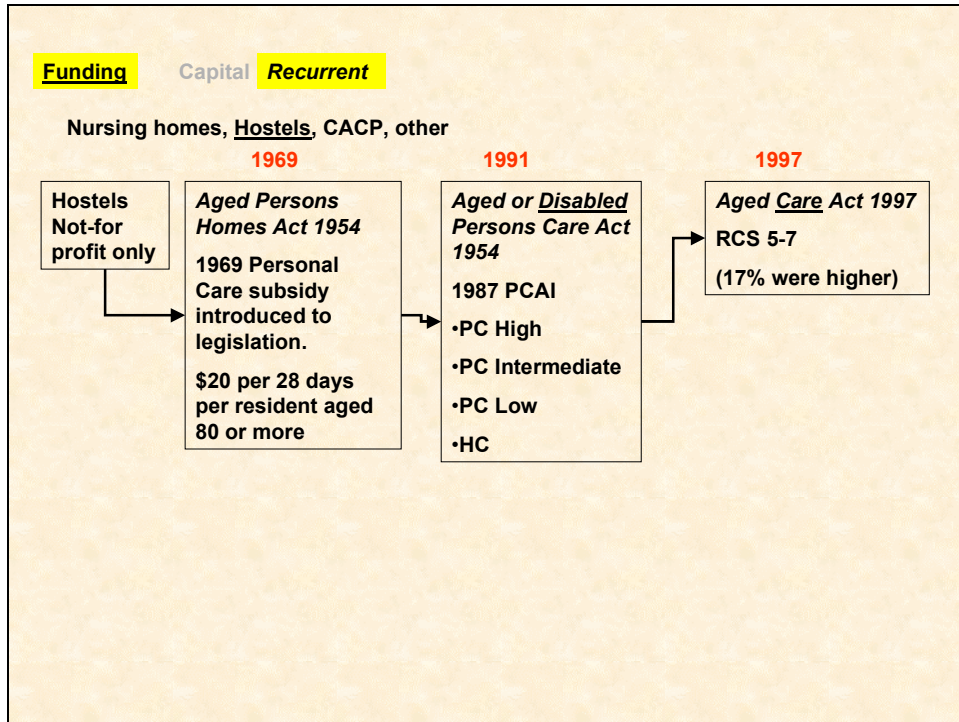 Funding Capital Recurrent
Nursing homes, Hostels, CACP, other
1969 1991 1997
Hostels
Not-for
profit only
Aged Persons
Homes Act 1954
1969 Personal
Care subsidy
introduced to
legislation.
$20 per 28 days
per resident aged
80 or more
Aged or Disabled
Persons Care Act
1954
1987 PCAI
•PC High
•PC Intermediate
•PC Low
•HC
Aged Care Act 1997
RCS 5-7
(17% were higher)